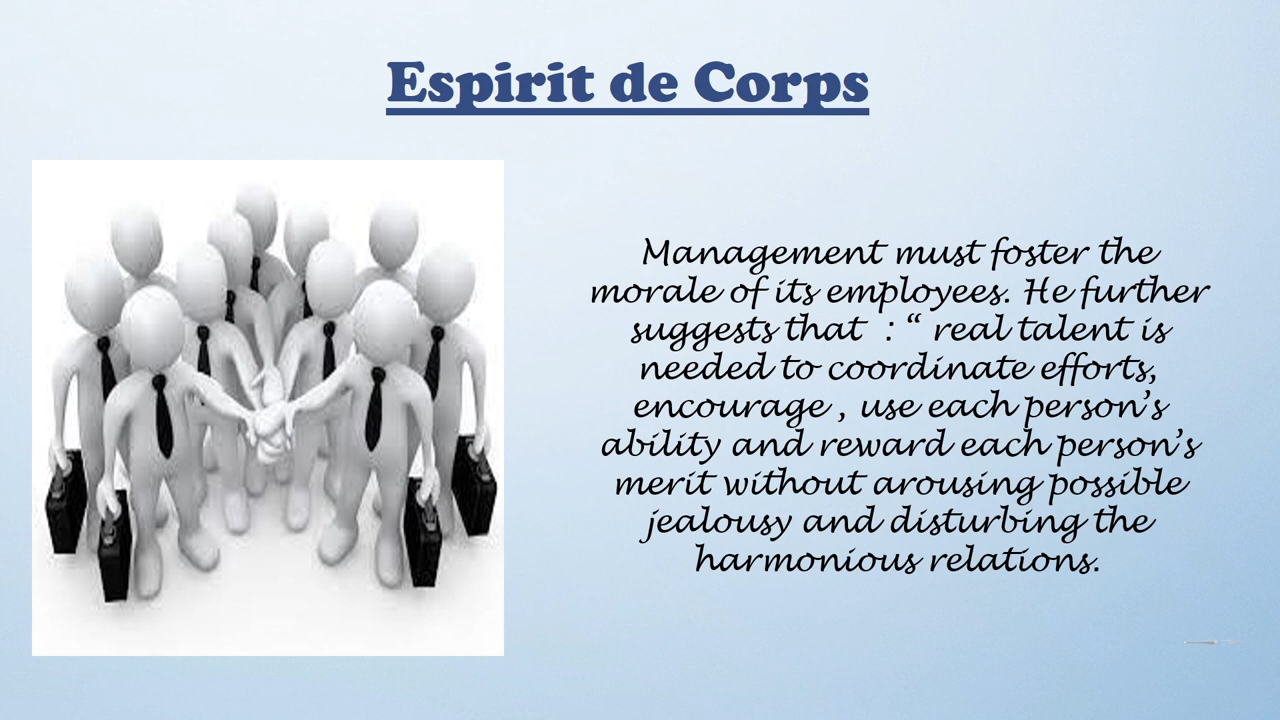 Espirit de Corps
Management must foster the
morale of its employees. He further
suggests that : “ real talent is
needed to coordinate efforts,
encourage , use each person’s
ability and reward each person’s
merit without arousing possible
jealousy and disturbing the
harmonious relations.